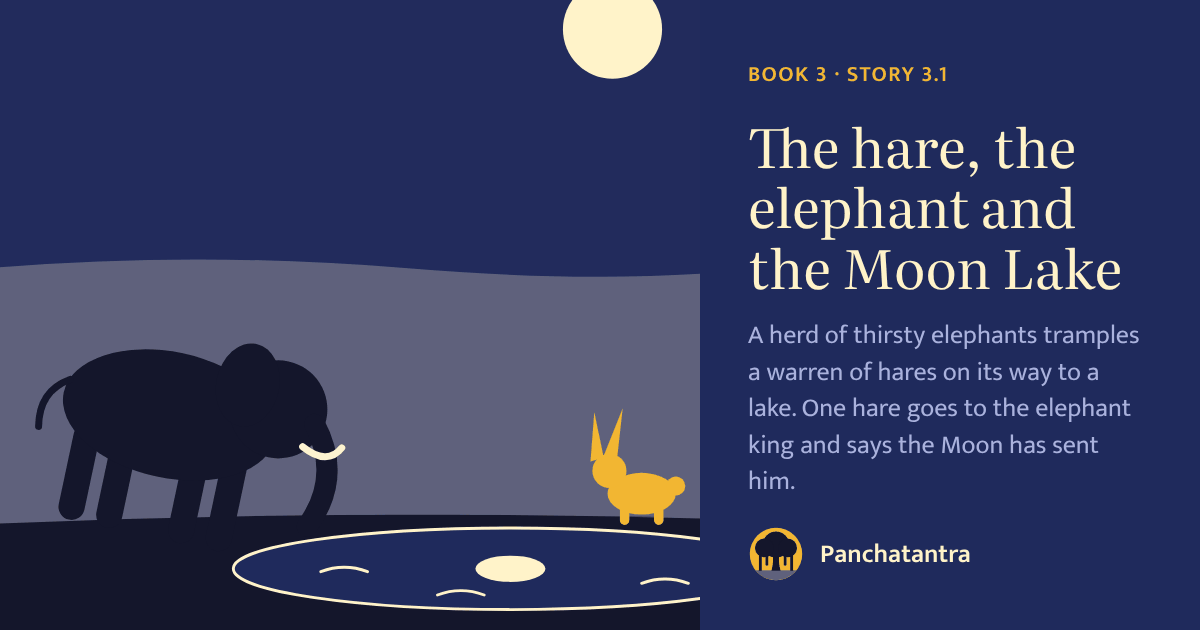 BOOK 3 · STORY 3.1
The hare, the
elephant and
the Moon Lake
A herd of thirsty elephants tramples
a warren of hares on its way to a
lake. One hare goes to the elephant
king and says the Moon has sent
him.
Panchatantra